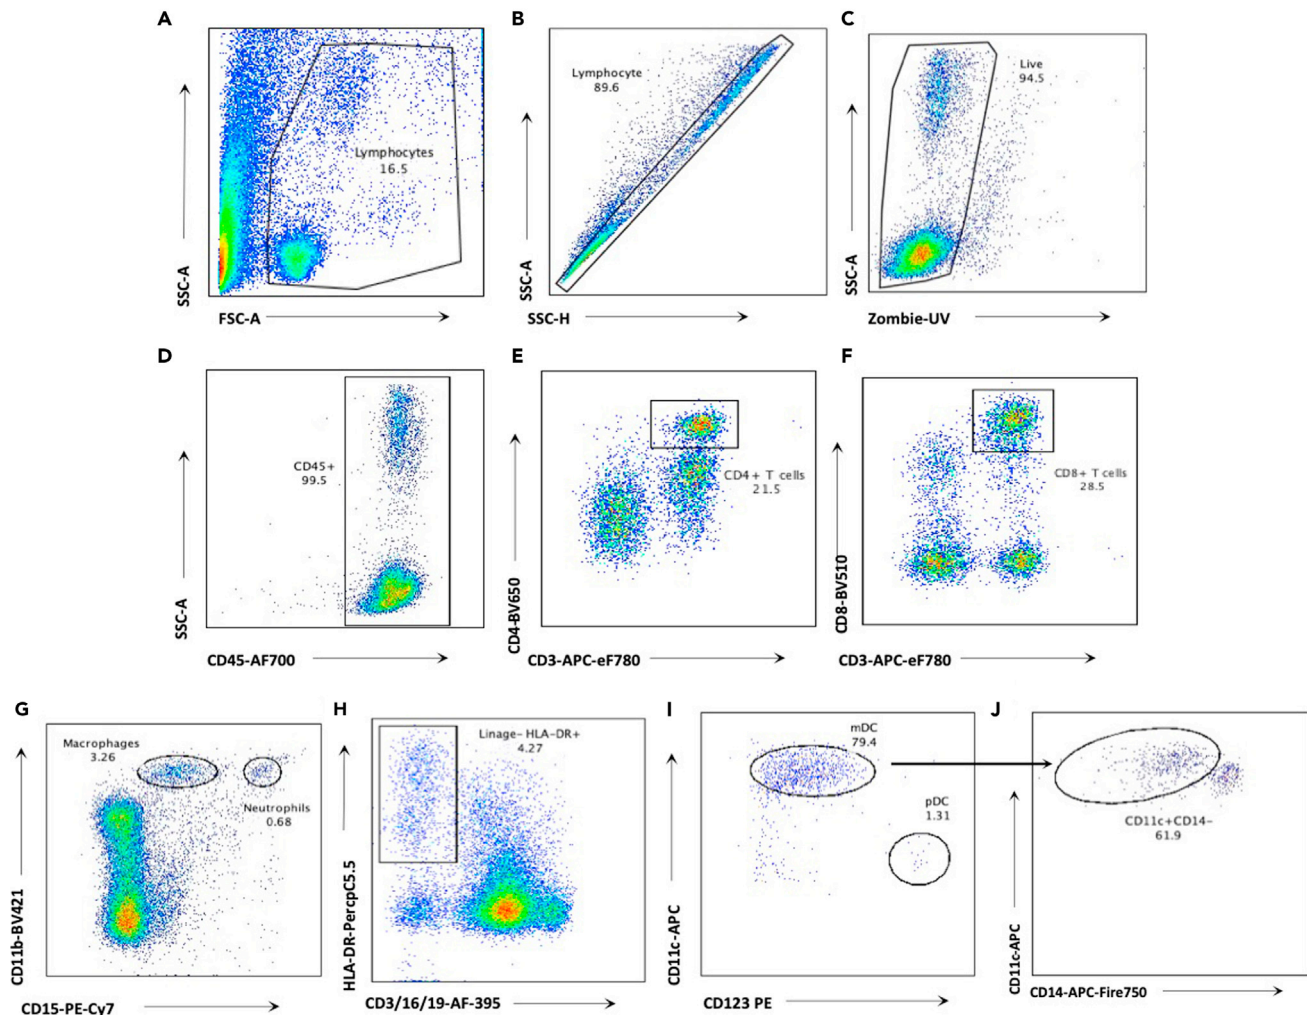 A
B
C
Lymphocytes
16.5
SSC-A
FSC-A
Lymphocyte
89.6
SSC-A
SSC-H
Live
94.5
SSC-A
Zombie-UV
D
E
F
CD45+
99.5
SSC-A
CD45-AF700
CD4+ T cells
21.5
CD4-BV650
CD3-APC-eF780
CD8+ T cells
28.5
CD8-BV510
CD3-APC-eF780
G
H
I
J
Macrophages
3.26
Neutrophils
0.68
CD11b-BV421
CD15-PE-Cy7
Linage- HLA-DR+
4.27
HLA-DR-PercpC5.5
CD3/16/19-AF-395
mDC
79.4
pDC
1.31
CD11c-APC
CD123 PE
CD11c+CD14-
61.9
CD11c-APC
CD14-APC-Fire750